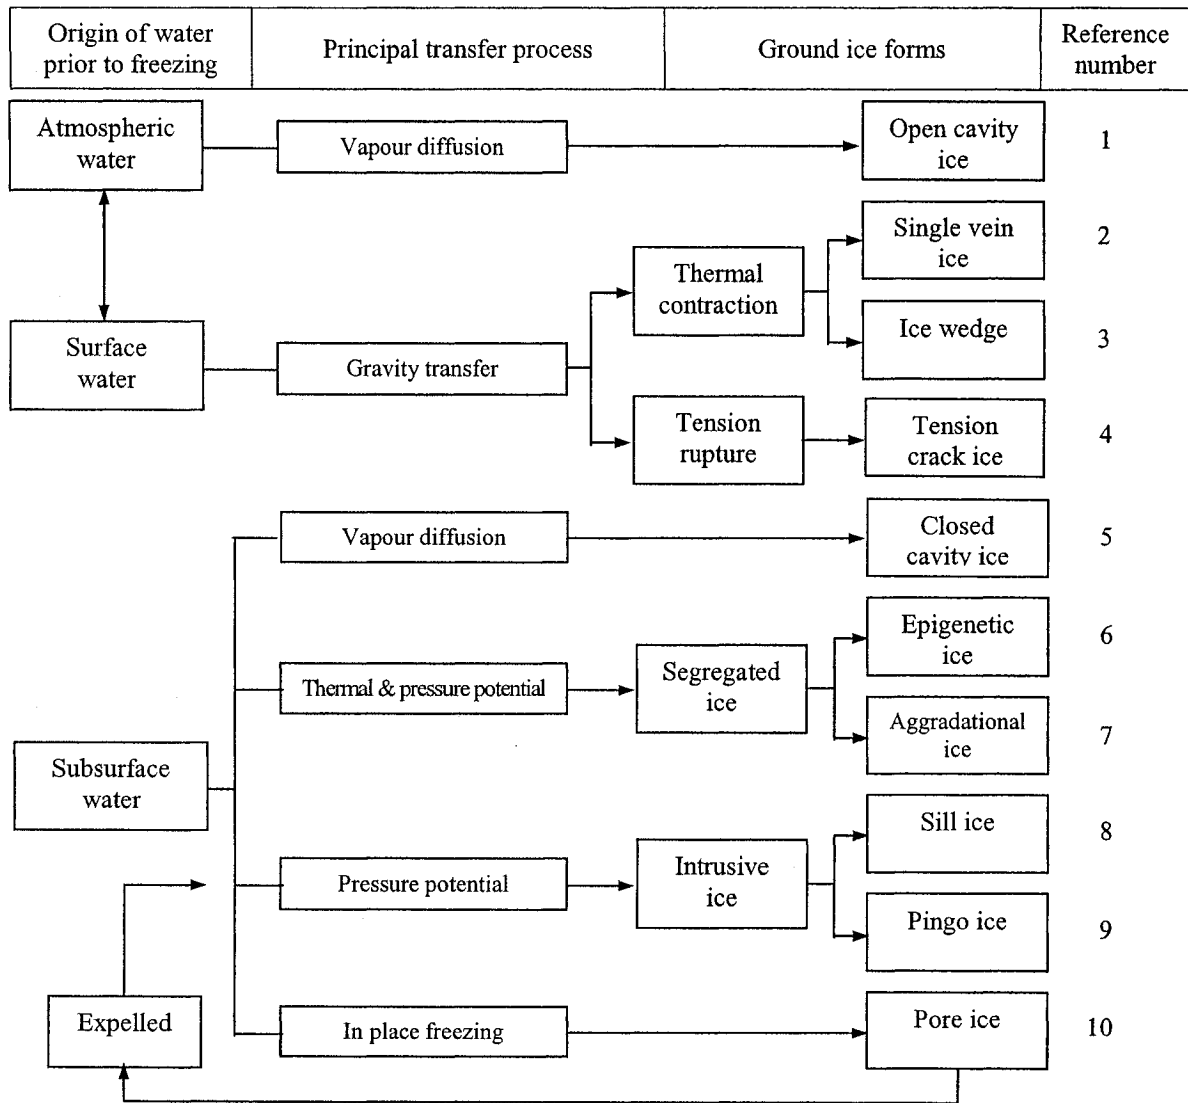 Origin of water
prior to freezing
Principal transfer process
Ground ice forms
Reference
number
Atmospheric
water
Vapour diffusion
Open cavity
ice
1
Single vein
ice
2
Thermal
contraction
Ice wedge
3
Surface
water
Gravity transfer
Tension
rupture
Tension
crack ice
4
Vapour diffusion
Closed
cavity ice
5
Epigenetic
ice
6
Thermal & pressure potential
Segregated
ice
Aggradational
ice
7
Subsurface
water
Sill ice
8
Pressure potential
Intrusive
ice
Pingo ice
9
Expelled
In place freezing
Pore ice
10